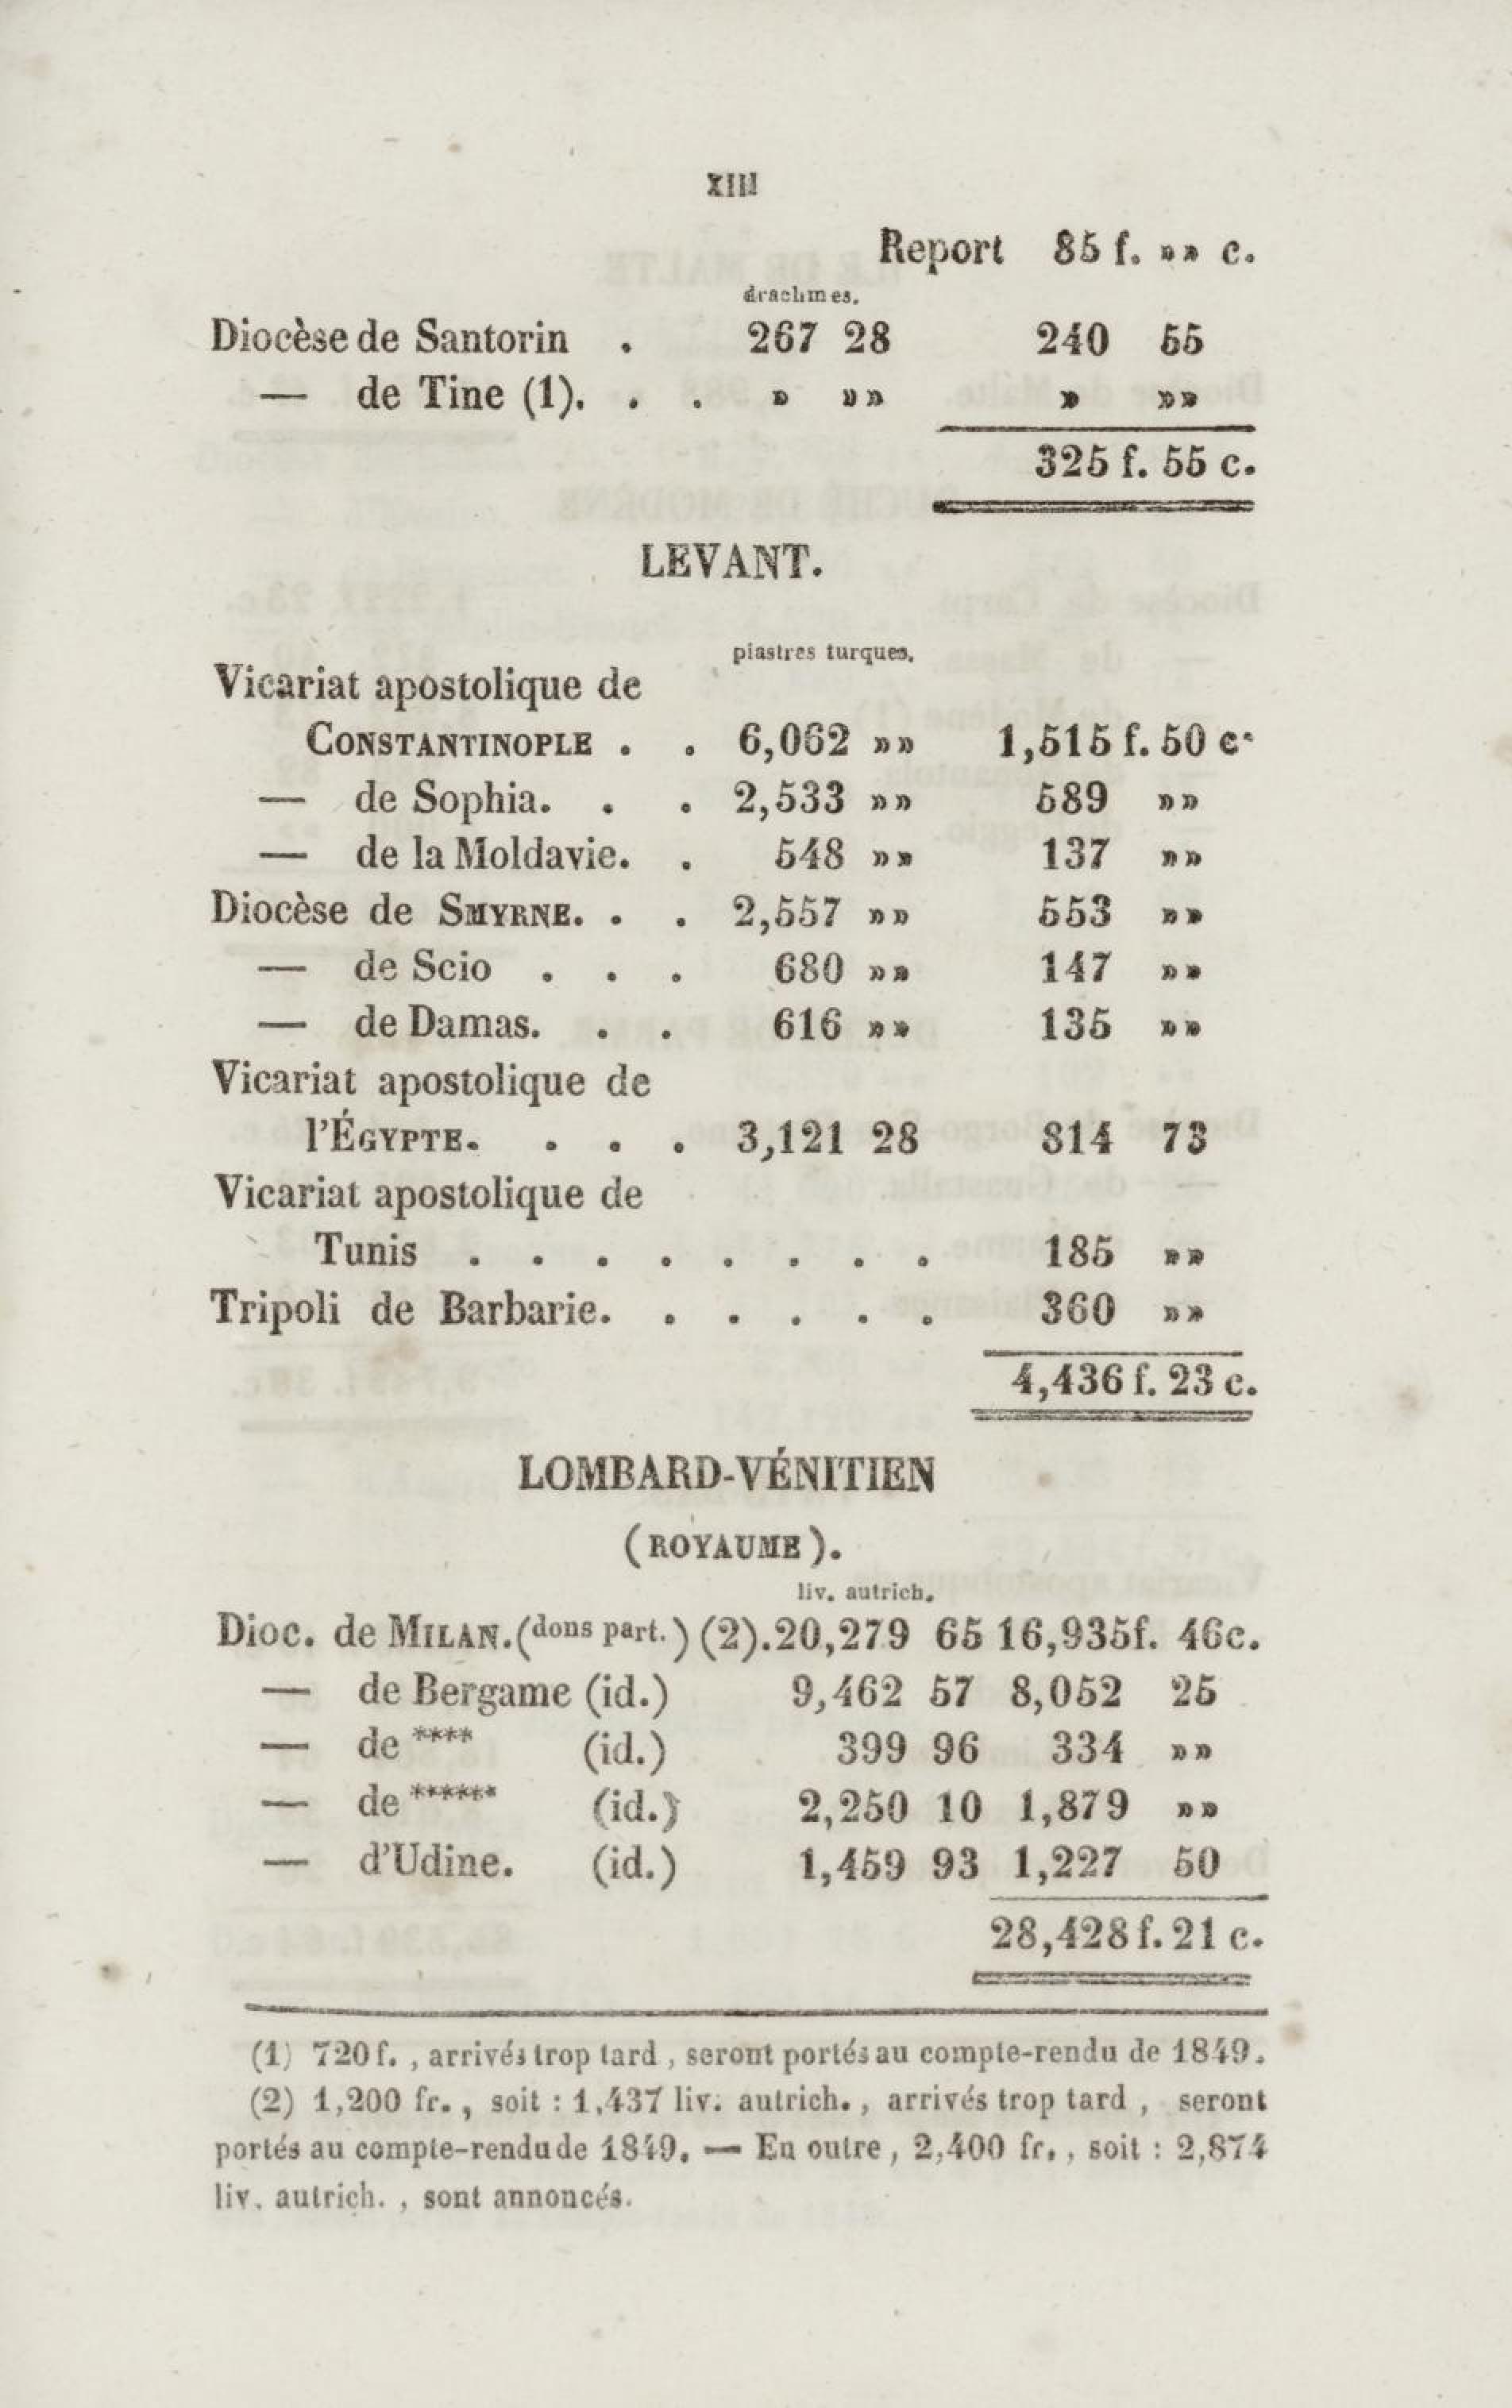 XIII
Report 85 f. »» c.
drachmes.
Diocèse de Santorin . 267 28 240 55
— de Tine (1). . . » »» » »»
325 f. 55 c.
LEVANT.
piastres turques.
Vicariat apostolique de
CONSTANTINOPLE . . 6,062 »» 1,515 f. 50 c.
— de Sophia. . . 2,533 »» 589 »»
— de la Moldavie. . 548 »» 137 »»
Diocèse de SMYRNE. . . 2,557 »» 553 »»
— de Scio . . . 680 »» 147 »»
— de Damas. . . 616 »» 135 »»
Vicariat apostolique de
l'ÉGYPTE. . . . 3,121 28 814 73
Vicariat apostolique de
Tunis . . . . . . . . 185 »»
Tripoli de Barbarie. . . . . . 360 »»
4,436 f. 23 c.
LOMBARD-VÉNITIEN
(ROYAUME).
liv. autrich.
Dioc. de MILAN. (dons part.) (2). 20,279 65 16,935 f. 46 c.
— de Bergame (id.) 9,462 57 8,052 25
— de **** (id.) 399 96 334 »»
— de ****** (id.) 2,250 10 1,879 »»
— d'Udine. (id.) 1,459 93 1,227 50
28,428 f. 21 c.
(1) 720 f., arrivés trop tard, seront portés au compte-rendu de 1849.
(2) 1,200 fr., soit : 1,437 liv. autrich., arrivés trop tard, seront
portés au compte-rendu de 1849. — En outre, 2,400 fr., soit : 2,874
liv. autrich., sont annoncés.